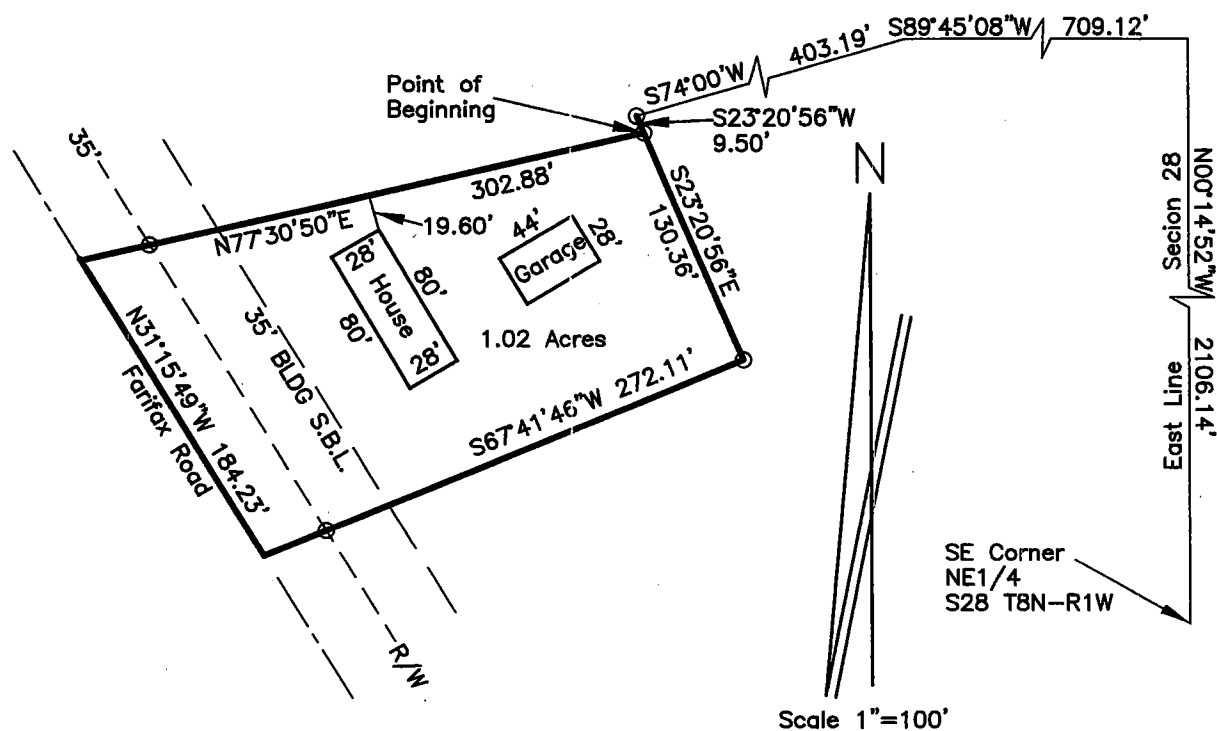 S89°45'08"W 709.12'
S74°00'W 403.19'
Point of
Beginning
S23°20'56"W
9.50'
35'
302.88'
N77°30'50"E
19.60'
44'
28'
Garage
S23°20'56"E
130.36'
N
N00°14'52"W 2106.14'
East Line Secion 28
28'
House
80'
80'
28'
1.02 Acres
35' BLDG S.B.L.
N31°15'49"W 184.23'
Farifax Road
S67°41'46"W 272.11'
SE Corner
NE1/4
S28 T8N-R1W
R/W
Scale 1"=100'